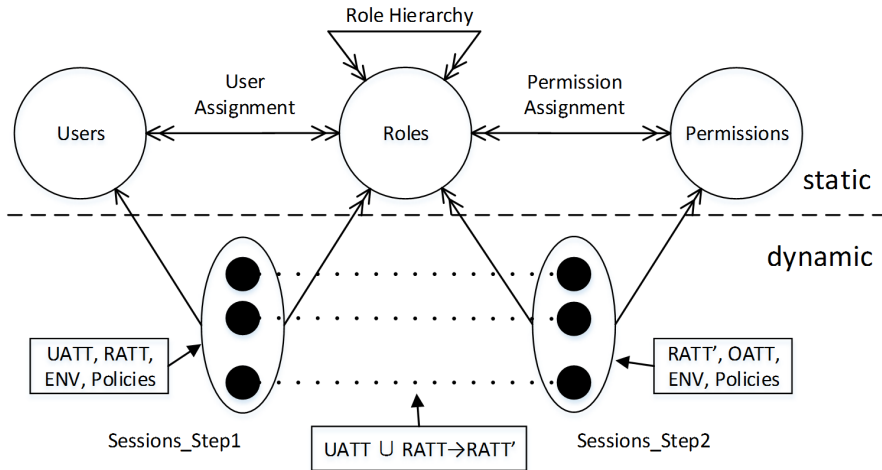 Role Hierarchy
User
Assignment
Permission
Assignment
Users
Roles
Permissions
static
dynamic
UATT, RATT,
ENV, Policies
RATT’, OATT,
ENV, Policies
Sessions_Step1
UATT ∪ RATT→RATT’
Sessions_Step2